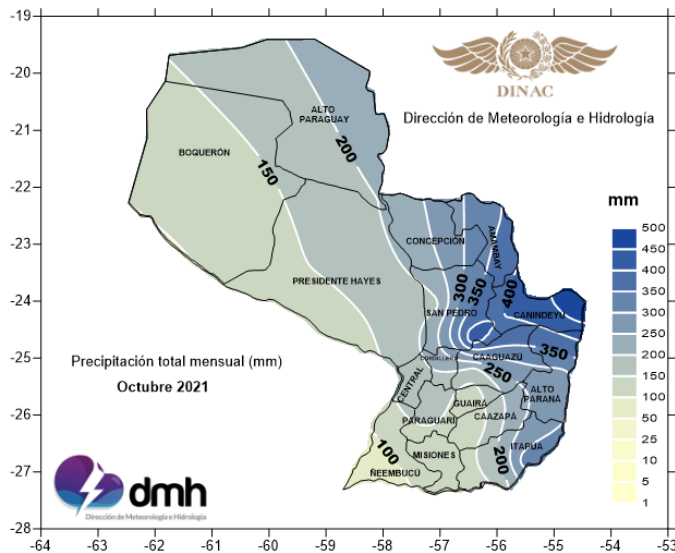 -19
-20
-21
-22
-23
-24
-25
-26
-27
-28
-64
-63
-62
-61
-60
-59
-58
-57
-56
-55
-54
-53
DINAC
Dirección de Meteorología e Hidrología
ALTO
PARAGUAY
BOQUERÓN
200
150
CONCEPCIÓN
AMAMBAY
PRESIDENTE HAYES
300
350
400
SAN PEDRO
CANINDEYÚ
350
CORDILLERA
CAAGUAZÚ
250
CENTRAL
ALTO
PARANÁ
GUAIRA
CAAZAPÁ
PARAGUARÍ
ITAPUA
MISIONES
200
100
ÑEEMBUCÚ
mm
500
450
400
350
300
250
200
150
100
50
25
10
5
1
Precipitación total mensual (mm)
Octubre 2021
dmh
Dirección de Meteorología e Hidrología